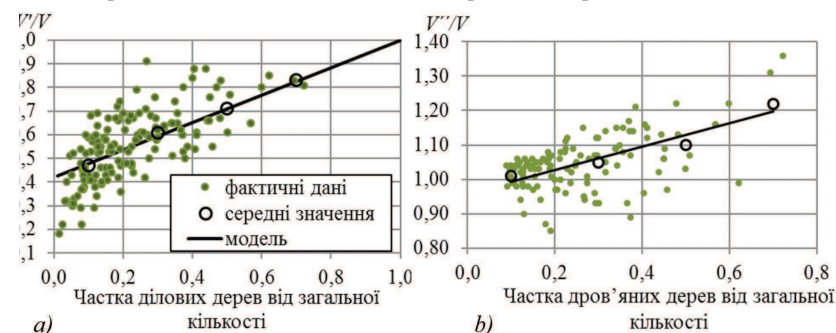 V'/V
,0
,9
,8
,7
,6
,5
,4
,3
,2
,1
0,0 0,2 0,4 0,6 0,8 1,0
фактичні дані
середні значення
модель
Частка ділових дерев від загальної
кількості
a)
V''/V
1,40
1,30
1,20
1,10
1,00
0,90
0,80
0,0 0,2 0,4 0,6 0,8
Частка дров’яних дерев від загальної
кількості
b)